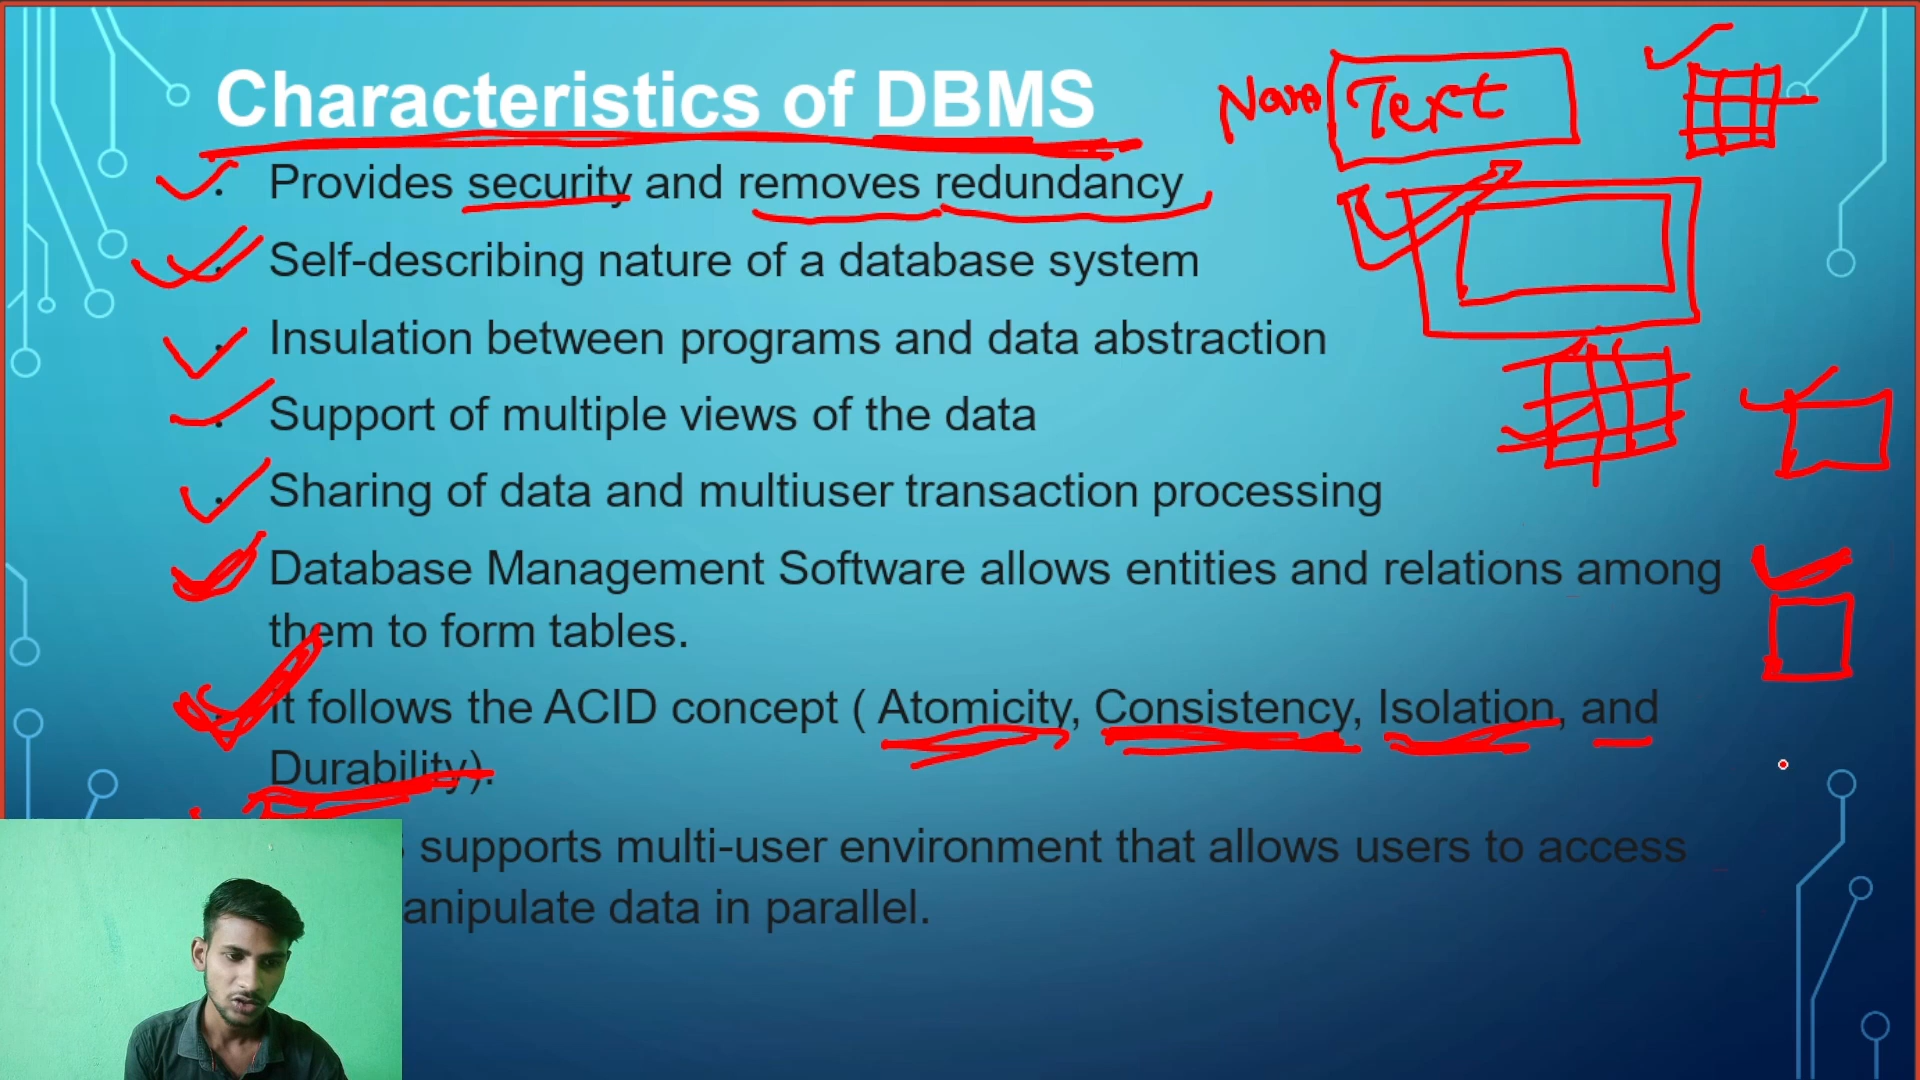 Characteristics of DBMS
Name Text
Provides security and removes redundancy
Self-describing nature of a database system
Insulation between programs and data abstraction
Support of multiple views of the data
Sharing of data and multiuser transaction processing
Database Management Software allows entities and relations among
them to form tables.
It follows the ACID concept ( Atomicity, Consistency, Isolation, and
Durability).
supports multi-user environment that allows users to access
anipulate data in parallel.